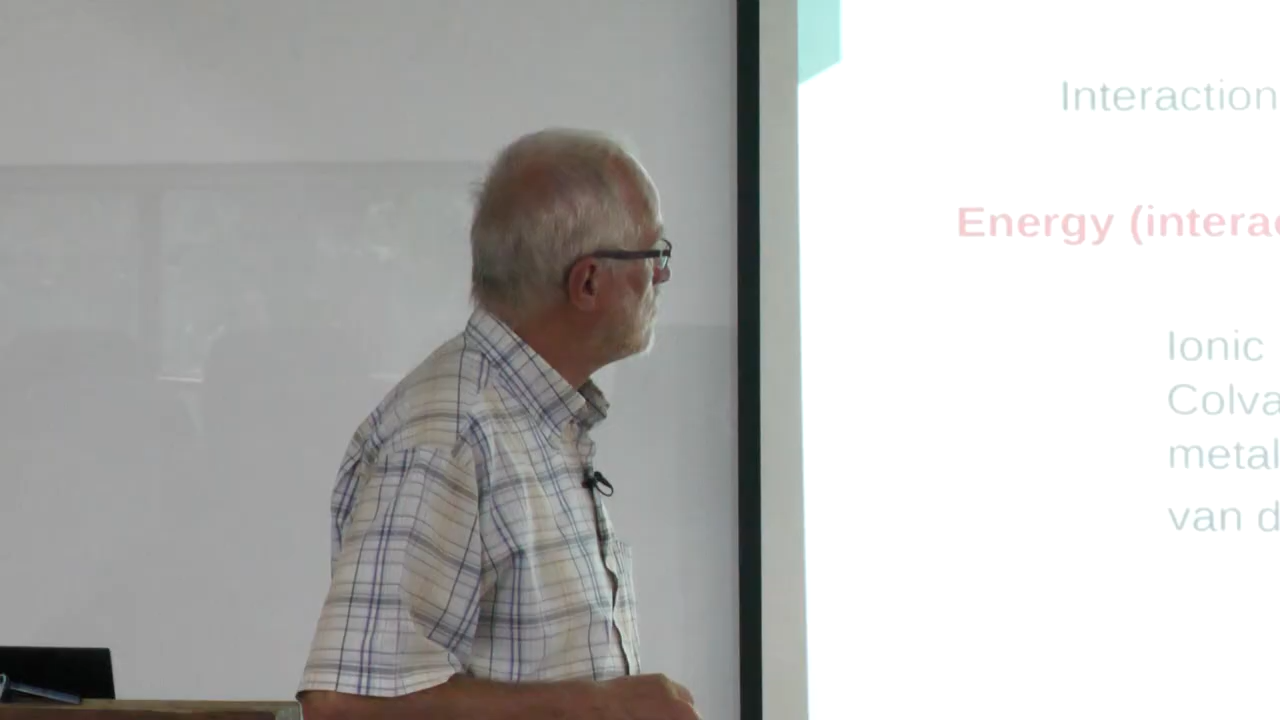 Interaction
Energy (interac
Ionic
Colva
metal
van d